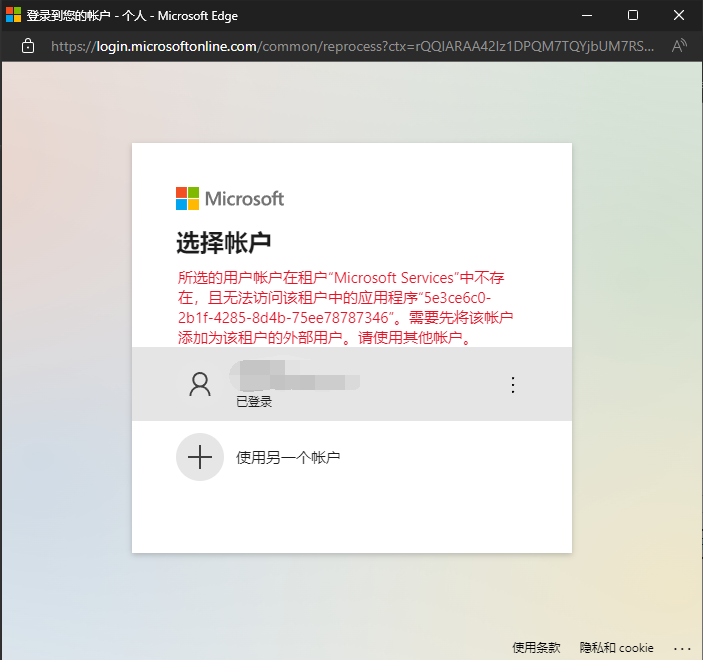 登录到您的帐户 - 个人 - Microsoft Edge
https://login.microsoftonline.com/common/reprocess?ctx=rQQIARAA42Iz1DPQM7TQYjbUM7RS...
Microsoft
选择帐户
所选的用户帐户在租户“Microsoft Services”中不存
在，且无法访问该租户中的应用程序“5e3ce6c0-
2b1f-4285-8d4b-75ee78787346”。需要先将该帐户
添加为该租户的外部用户。请使用其他帐户。
已登录
使用另一个帐户
使用条款 隐私和 cookie ...